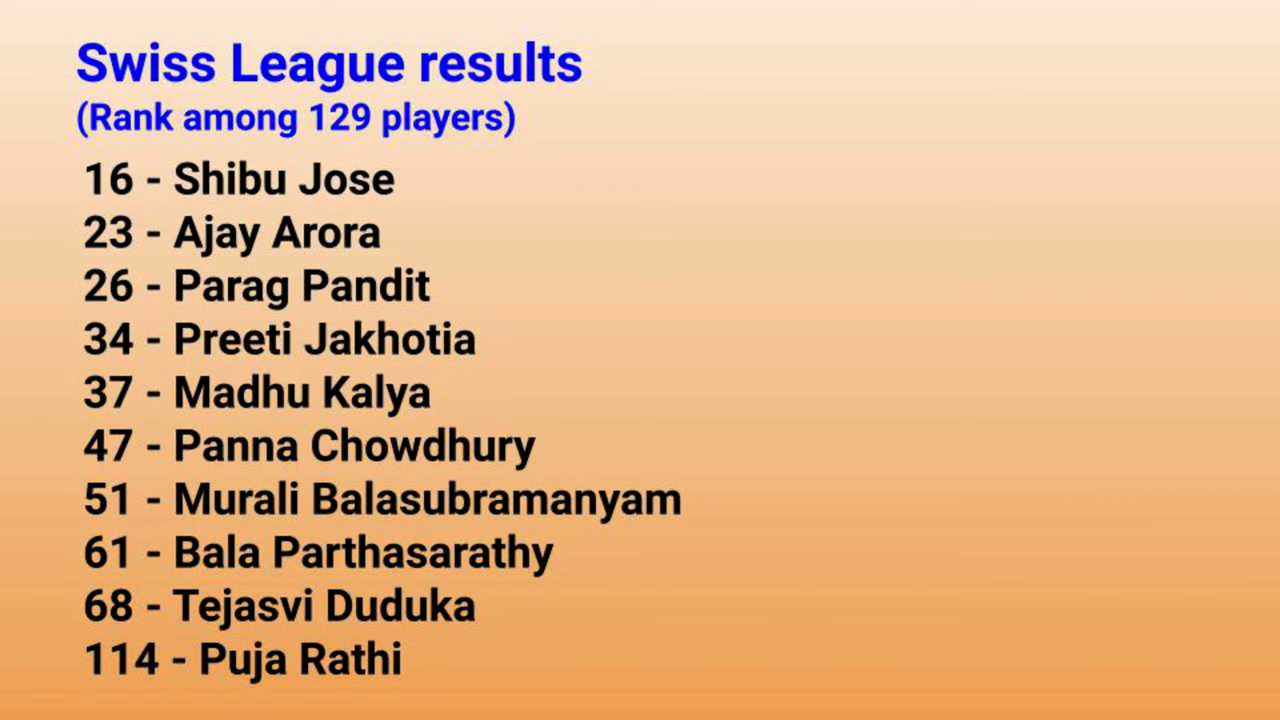 Swiss League results
(Rank among 129 players)
16 - Shibu Jose
23 - Ajay Arora
26 - Parag Pandit
34 - Preeti Jakhotia
37 - Madhu Kalya
47 - Panna Chowdhury
51 - Murali Balasubramanyam
61 - Bala Parthasarathy
68 - Tejasvi Duduka
114 - Puja Rathi